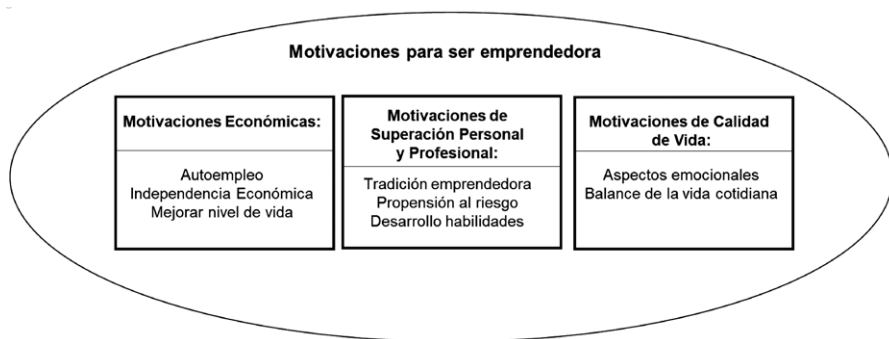 Motivaciones para ser emprendedora
Motivaciones Económicas:
Autoempleo
Independencia Económica
Mejorar nivel de vida
Motivaciones de
Superación Personal
y Profesional:
Tradición emprendedora
Propensión al riesgo
Desarrollo habilidades
Motivaciones de Calidad
de Vida:
Aspectos emocionales
Balance de la vida cotidiana